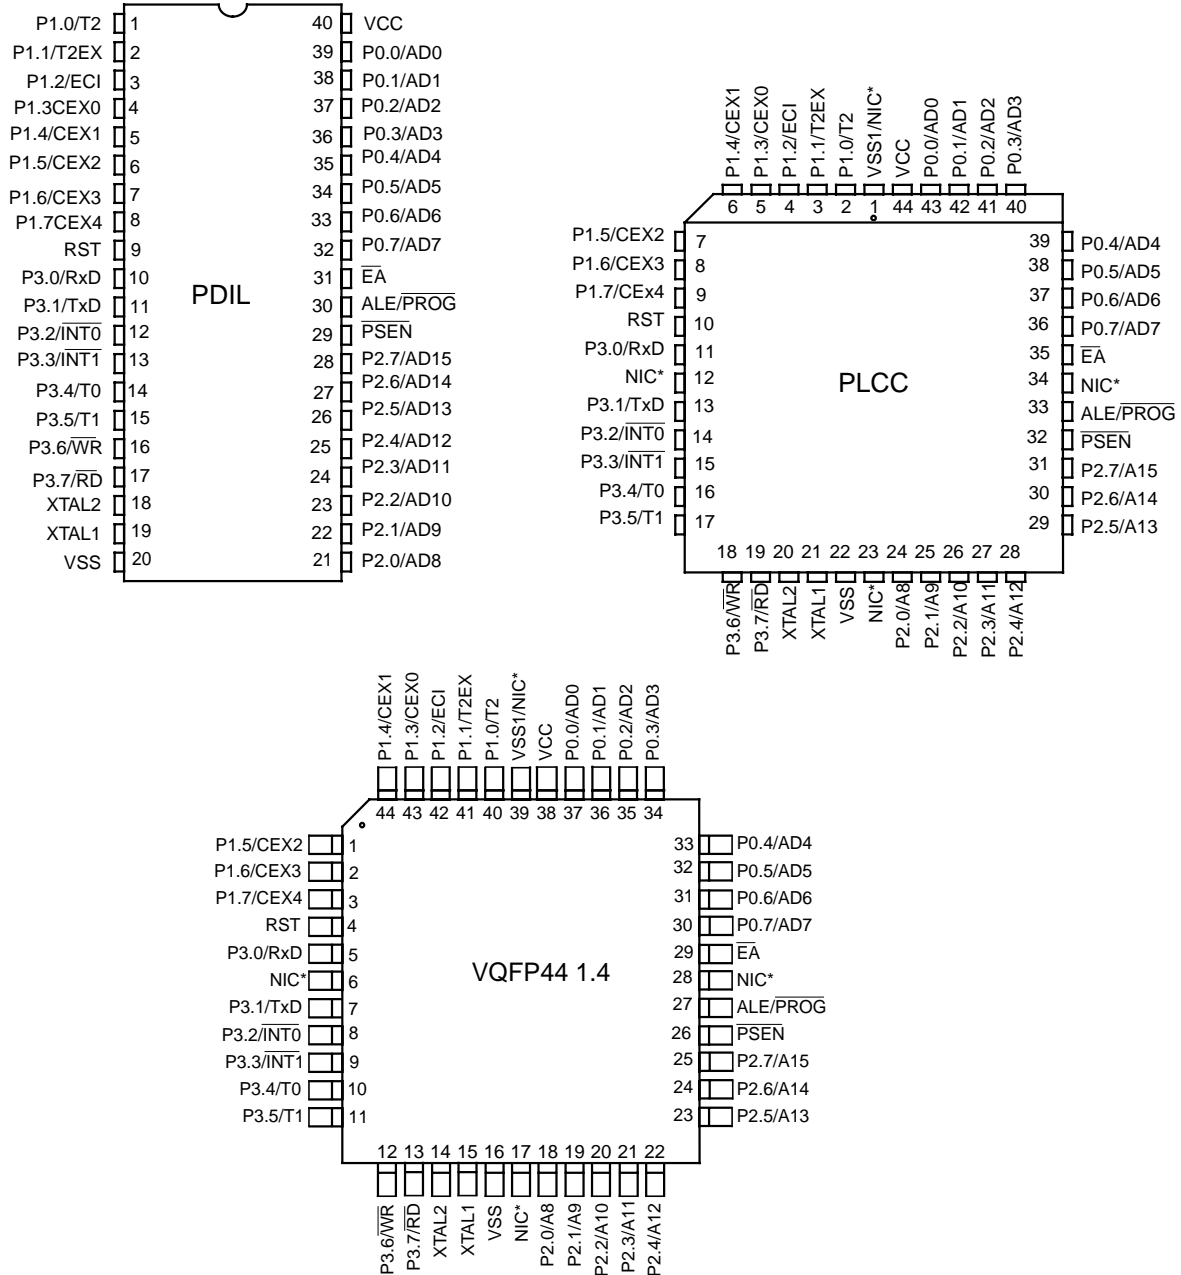 P1.0/T2 1 40 VCC
P1.1/T2EX 2 39 P0.0/AD0
P1.2/ECI 3 38 P0.1/AD1
P1.3CEX0 4 37 P0.2/AD2
P1.4/CEX1 5 36 P0.3/AD3
P1.5/CEX2 6 35 P0.4/AD4
P1.6/CEX3 7 34 P0.5/AD5
P1.7CEX4 8 33 P0.6/AD6
RST 9 32 P0.7/AD7
P3.0/RxD 10 31 EA
P3.1/TxD 11 30 ALE/PROG
P3.2/INT0 12 29 PSEN
P3.3/INT1 13 28 P2.7/AD15
P3.4/T0 14 27 P2.6/AD14
P3.5/T1 15 26 P2.5/AD13
P3.6/WR 16 25 P2.4/AD12
P3.7/RD 17 24 P2.3/AD11
XTAL2 18 23 P2.2/AD10
XTAL1 19 22 P2.1/AD9
VSS 20 21 P2.0/AD8
PDIL
P1.4/CEX1
P1.3/CEX0
P1.2/ECI
P1.1/T2EX
P1.0/T2
VSS1/NIC*
VCC
P0.0/AD0
P0.1/AD1
P0.2/AD2
P0.3/AD3
6 5 4 3 2 1 44 43 42 41 40
P1.5/CEX2 7 39 P0.4/AD4
P1.6/CEX3 8 38 P0.5/AD5
P1.7/CEx4 9 37 P0.6/AD6
RST 10 36 P0.7/AD7
P3.0/RxD 11 35 EA
NIC* 12 34 NIC*
P3.1/TxD 13 33 ALE/PROG
P3.2/INT0 14 32 PSEN
P3.3/INT1 15 31 P2.7/A15
P3.4/T0 16 30 P2.6/A14
P3.5/T1 17 29 P2.5/A13
PLCC
18 19 20 21 22 23 24 25 26 27 28
P3.6/WR
P3.7/RD
XTAL2
XTAL1
VSS
NIC*
P2.0/A8
P2.1/A9
P2.2/A10
P2.3/A11
P2.4/A12
P1.4/CEX1
P1.3/CEX0
P1.2/ECI
P1.1/T2EX
P1.0/T2
VSS1/NIC*
VCC
P0.0/AD0
P0.1/AD1
P0.2/AD2
P0.3/AD3
44 43 42 41 40 39 38 37 36 35 34
P1.5/CEX2 1 33 P0.4/AD4
P1.6/CEX3 2 32 P0.5/AD5
P1.7/CEX4 3 31 P0.6/AD6
RST 4 30 P0.7/AD7
P3.0/RxD 5 29 EA
NIC* 6 28 NIC*
P3.1/TxD 7 27 ALE/PROG
P3.2/INT0 8 26 PSEN
P3.3/INT1 9 25 P2.7/A15
P3.4/T0 10 24 P2.6/A14
P3.5/T1 11 23 P2.5/A13
VQFP44 1.4
12 13 14 15 16 17 18 19 20 21 22
P3.6/WR
P3.7/RD
XTAL2
XTAL1
VSS
NIC*
P2.0/A8
P2.1/A9
P2.2/A10
P2.3/A11
P2.4/A12